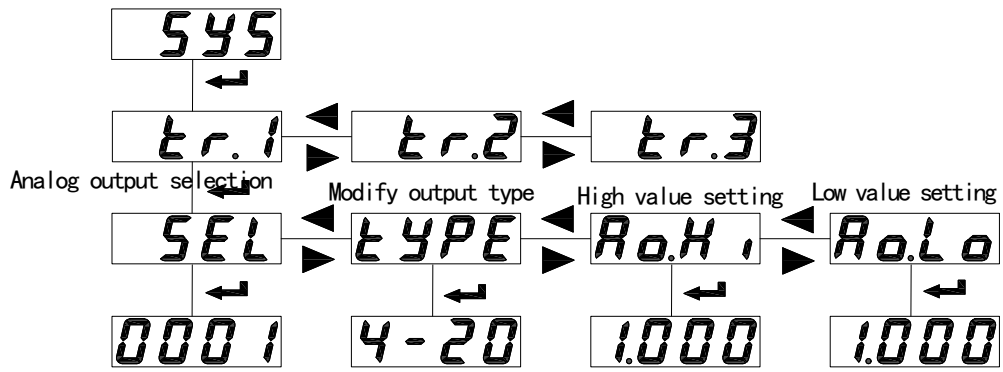 SYS
tr.1 tr.2 tr.3
Analog output selection
Modify output type
High value setting
Low value setting
SEL tYPE Ao.Hi Ao.Lo
0001 4-20 1.000 1.000